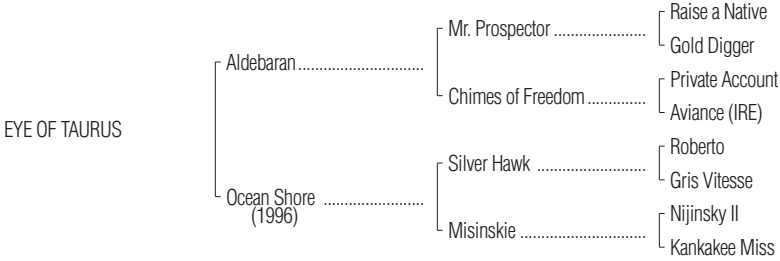 Raise a Native
Mr. Prospector ......................
Gold Digger
Aldebaran ..............................
Private Account
Chimes of Freedom ..............
Aviance (IRE)
EYE OF TAURUS
Roberto
Silver Hawk ..........................
Gris Vitesse
Ocean Shore ........................
(1996)
Nijinsky II
Misinskie ..............................
Kankakee Miss